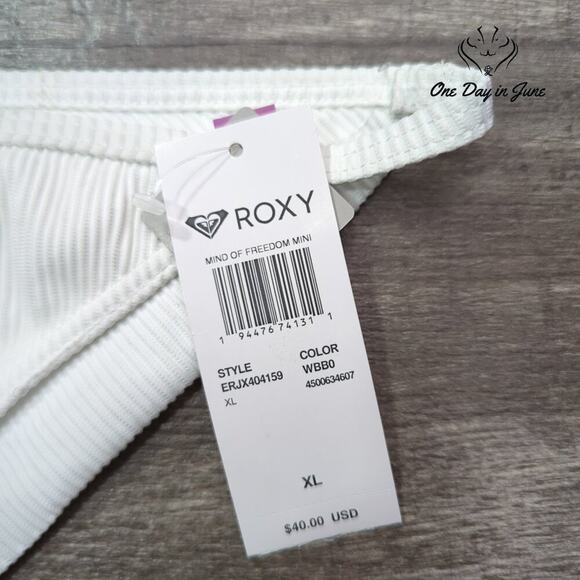 One Day in June
ROXY
MIND OF FREEDOM MINI
1 94476 74131 1
STYLE
ERJX404159
XL
COLOR
WBB0
4500634607
XL
$40.00 USD